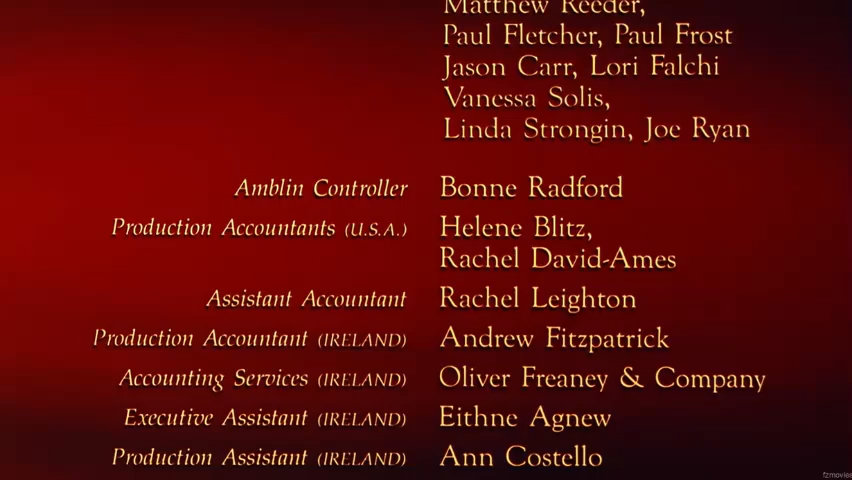 Matthew Reeder,
Paul Fletcher, Paul Frost
Jason Carr, Lori Falchi
Vanessa Solis,
Linda Strongin, Joe Ryan
Amblin Controller Bonne Radford
Production Accountants (U.S.A.) Helene Blitz,
Rachel David-Ames
Assistant Accountant Rachel Leighton
Production Accountant (IRELAND) Andrew Fitzpatrick
Accounting Services (IRELAND) Oliver Freaney & Company
Executive Assistant (IRELAND) Eithne Agnew
Production Assistant (IRELAND) Ann Costello
fzmovies